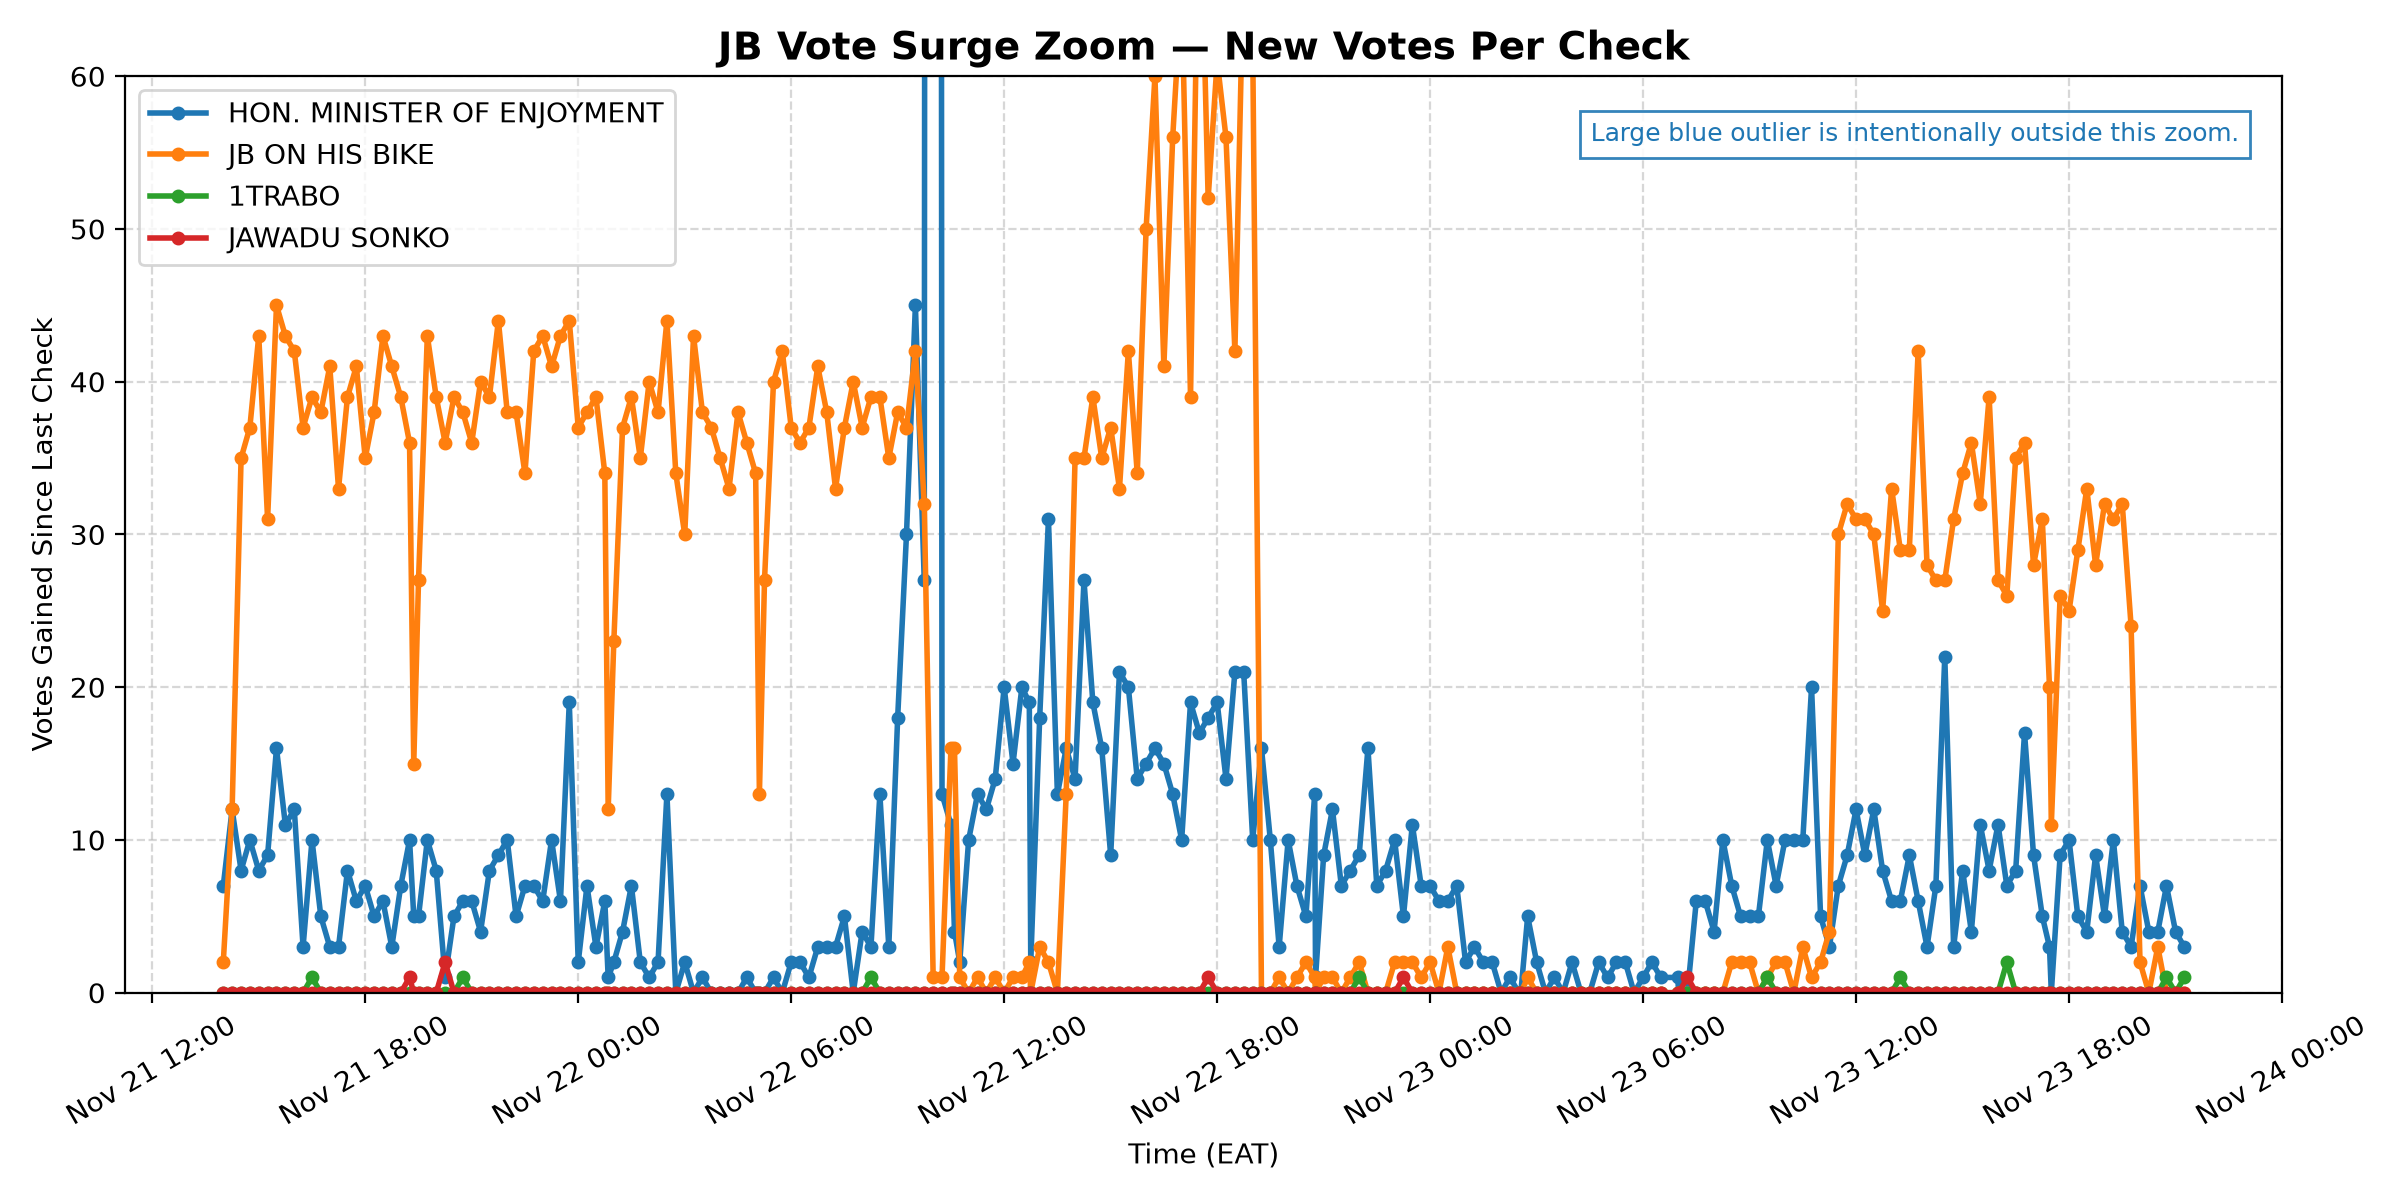 JB Vote Surge Zoom — New Votes Per Check
60
50
40
30
20
10
0
Votes Gained Since Last Check
HON. MINISTER OF ENJOYMENT
JB ON HIS BIKE
1TRABO
JAWADU SONKO
Large blue outlier is intentionally outside this zoom.
Nov 21 12:00
Nov 21 18:00
Nov 22 00:00
Nov 22 06:00
Nov 22 12:00
Nov 22 18:00
Nov 23 00:00
Nov 23 06:00
Nov 23 12:00
Nov 23 18:00
Nov 24 00:00
Time (EAT)